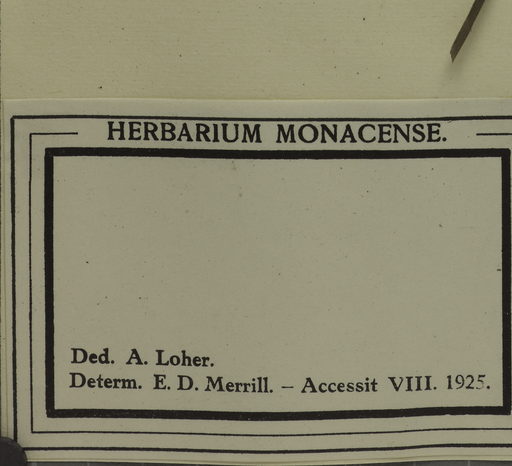 HERBARIUM MONACENSE.
Ded. A. Loher.
Determ. E. D. Merrill. – Accessit VIII. 1925.